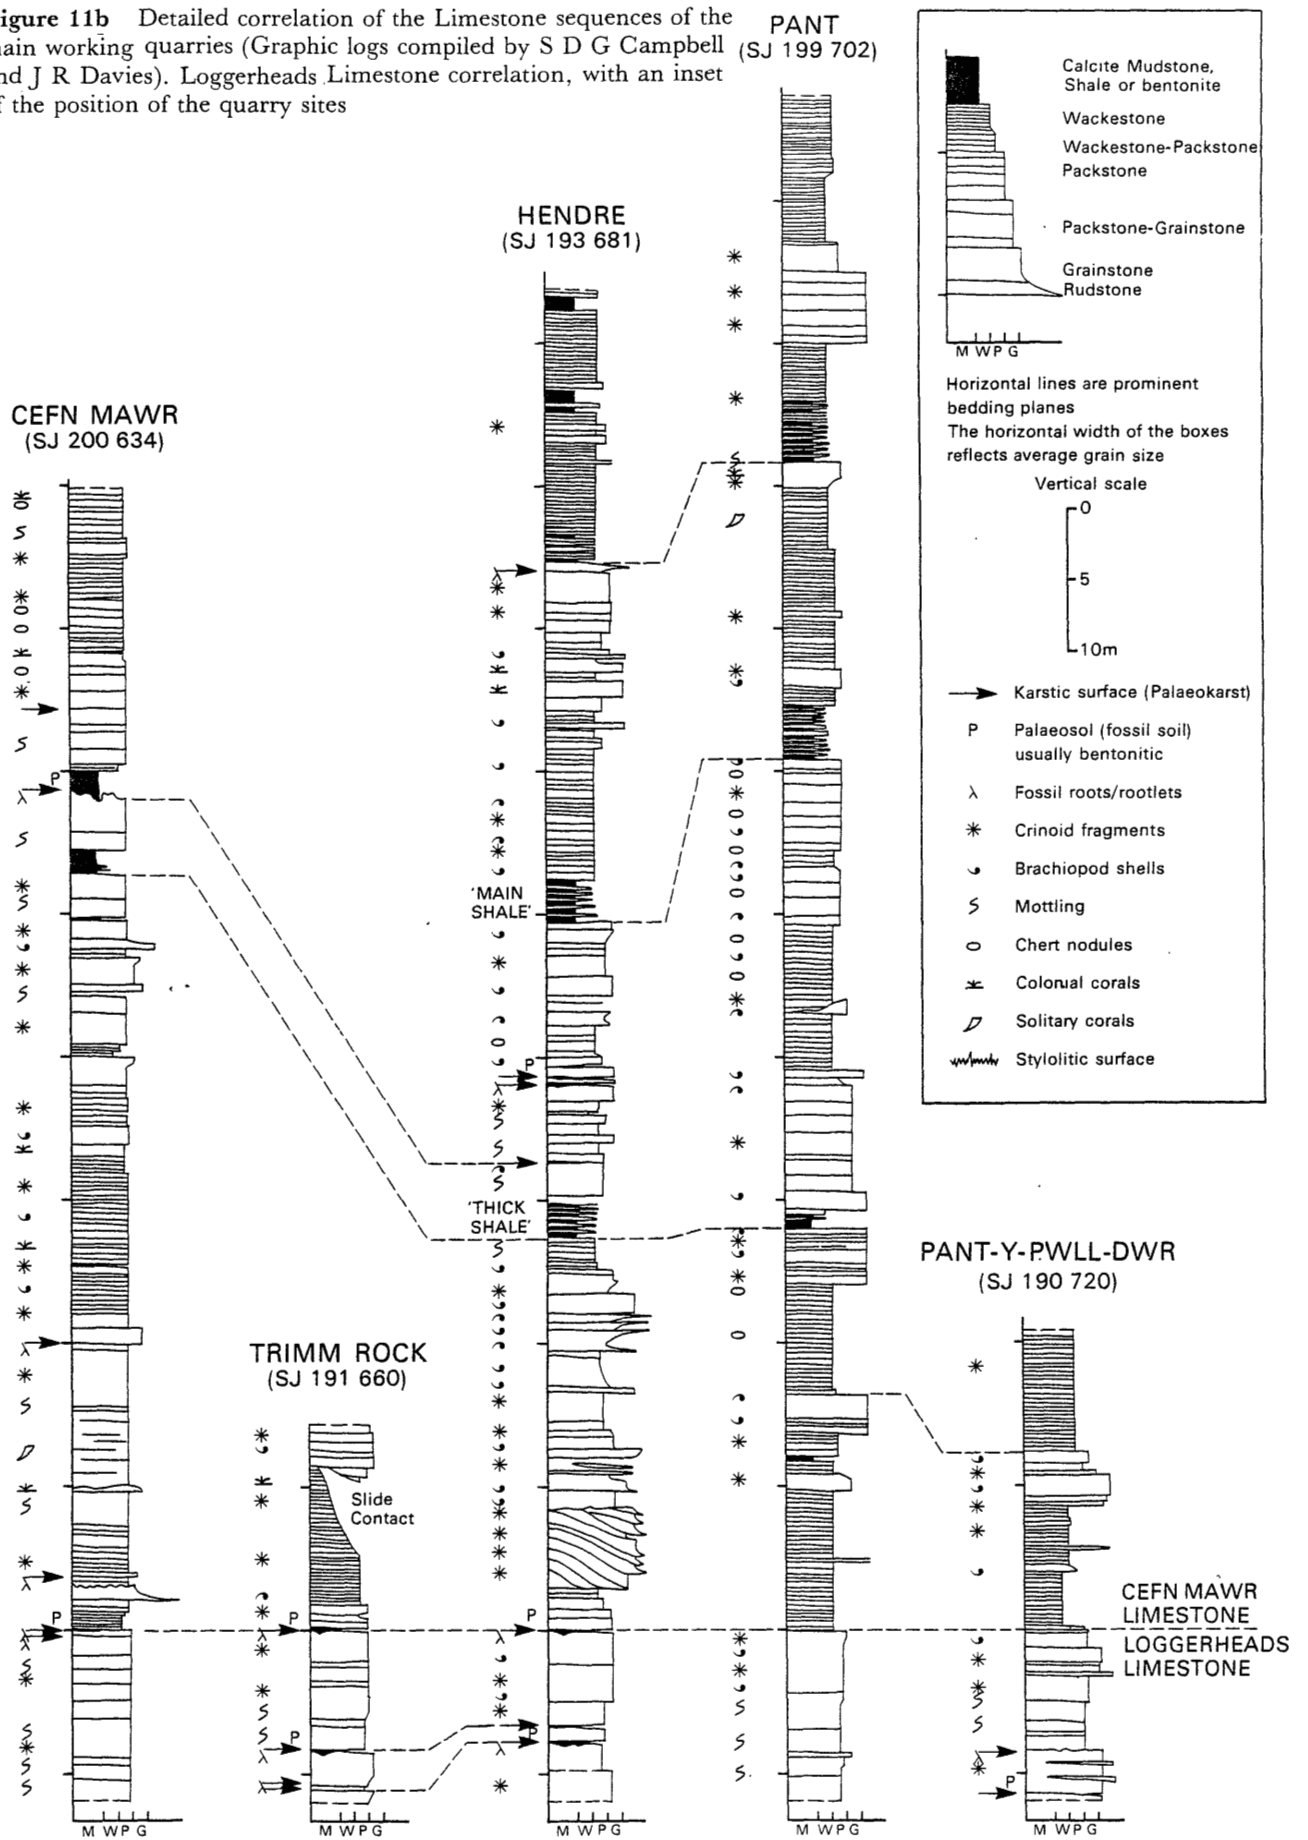 igure 11b Detailed correlation of the Limestone sequences of the
ain working quarries (Graphic logs compiled by S D G Campbell
nd J R Davies). Loggerheads Limestone correlation, with an inset
f the position of the quarry sites
PANT
(SJ 199 702)
HENDRE
(SJ 193 681)
CEFN MAWR
(SJ 200 634)
P
'MAIN
SHALE'
P
'THICK
SHALE'
TRIMM ROCK
(SJ 191 660)
Slide
Contact
PANT-Y-PWLL-DWR
(SJ 190 720)
P
P
P
CEFN MAWR
LIMESTONE
LOGGERHEADS
LIMESTONE
P
P
P
M W P G
M W P G
M W P G
M W P G
M W P G
Calcite Mudstone,
Shale or bentonite
Wackestone
Wackestone-Packstone
Packstone
Packstone-Grainstone
Grainstone
Rudstone
M W P G
Horizontal lines are prominent
bedding planes
The horizontal width of the boxes
reflects average grain size
Vertical scale
0
5
10m
Karstic surface (Palaeokarst)
P Palaeosol (fossil soil)
usually bentonitic
λ Fossil roots/rootlets
Crinoid fragments
Brachiopod shells
Mottling
Chert nodules
Colonial corals
Solitary corals
Stylolitic surface